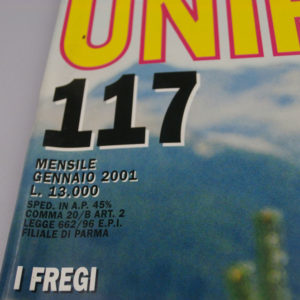 117
MENSILE
GENNAIO 2001
L. 13.000
SPED. IN A.P. 45%
COMMA 20/B ART. 2
LEGGE 662/96 E.P.I.
FILIALE DI PARMA
I FREGI